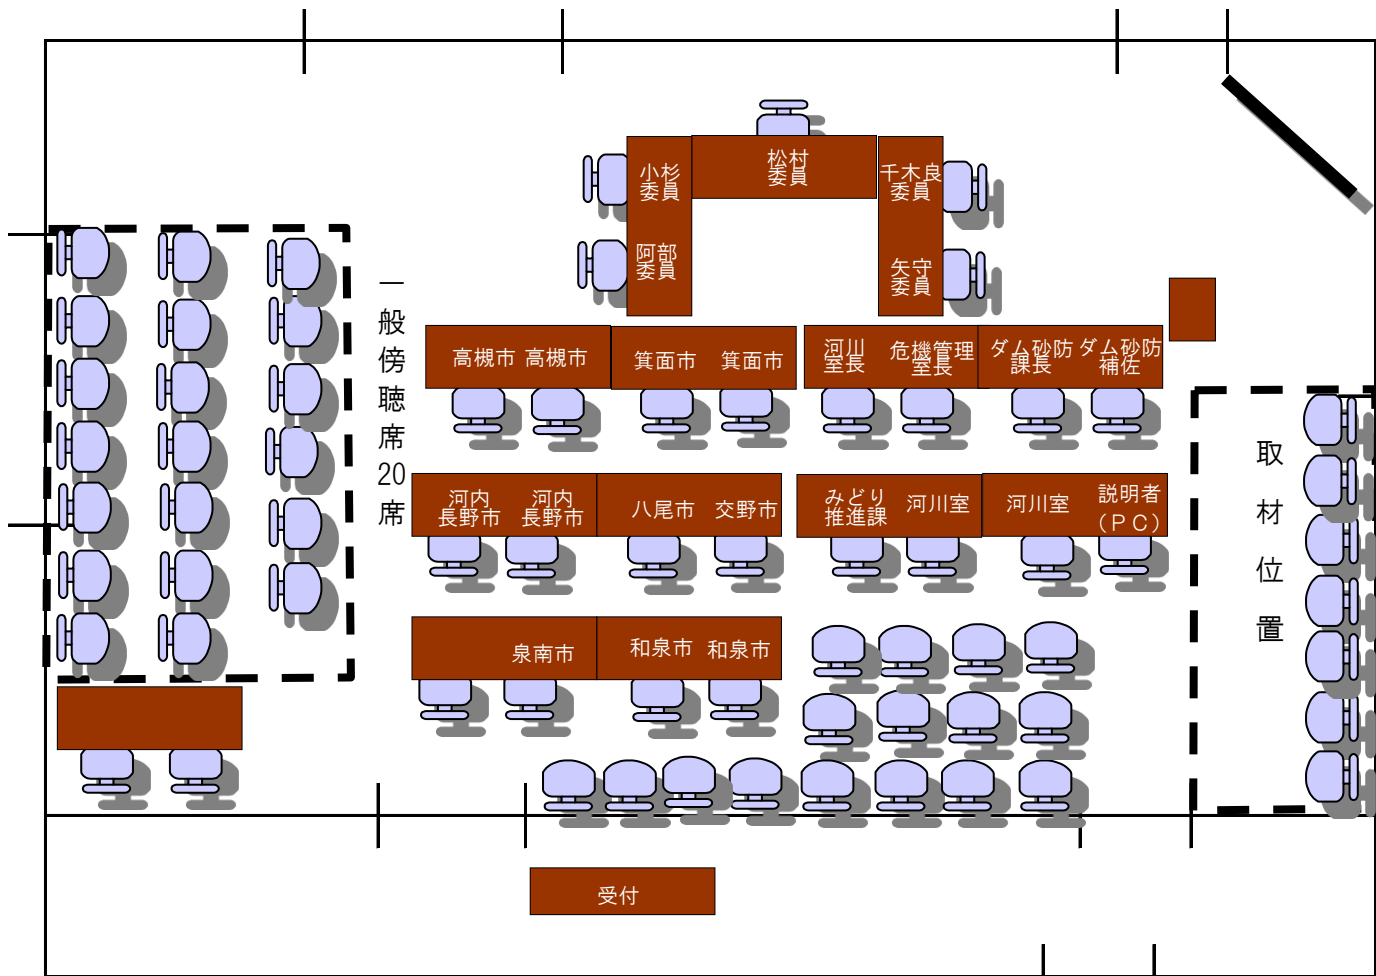 松村
委員
小杉
委員
千木良
委員
阿部
委員
矢守
委員
一般傍聴席20席
高槻市
高槻市
箕面市
箕面市
河川
室長
危機管理
室長
ダム砂防
課長
ダム砂防
補佐
取材位置
河内
長野市
河内
長野市
八尾市
交野市
みどり
推進課
河川室
河川室
説明者
(ＰＣ)
泉南市
和泉市
和泉市
受付